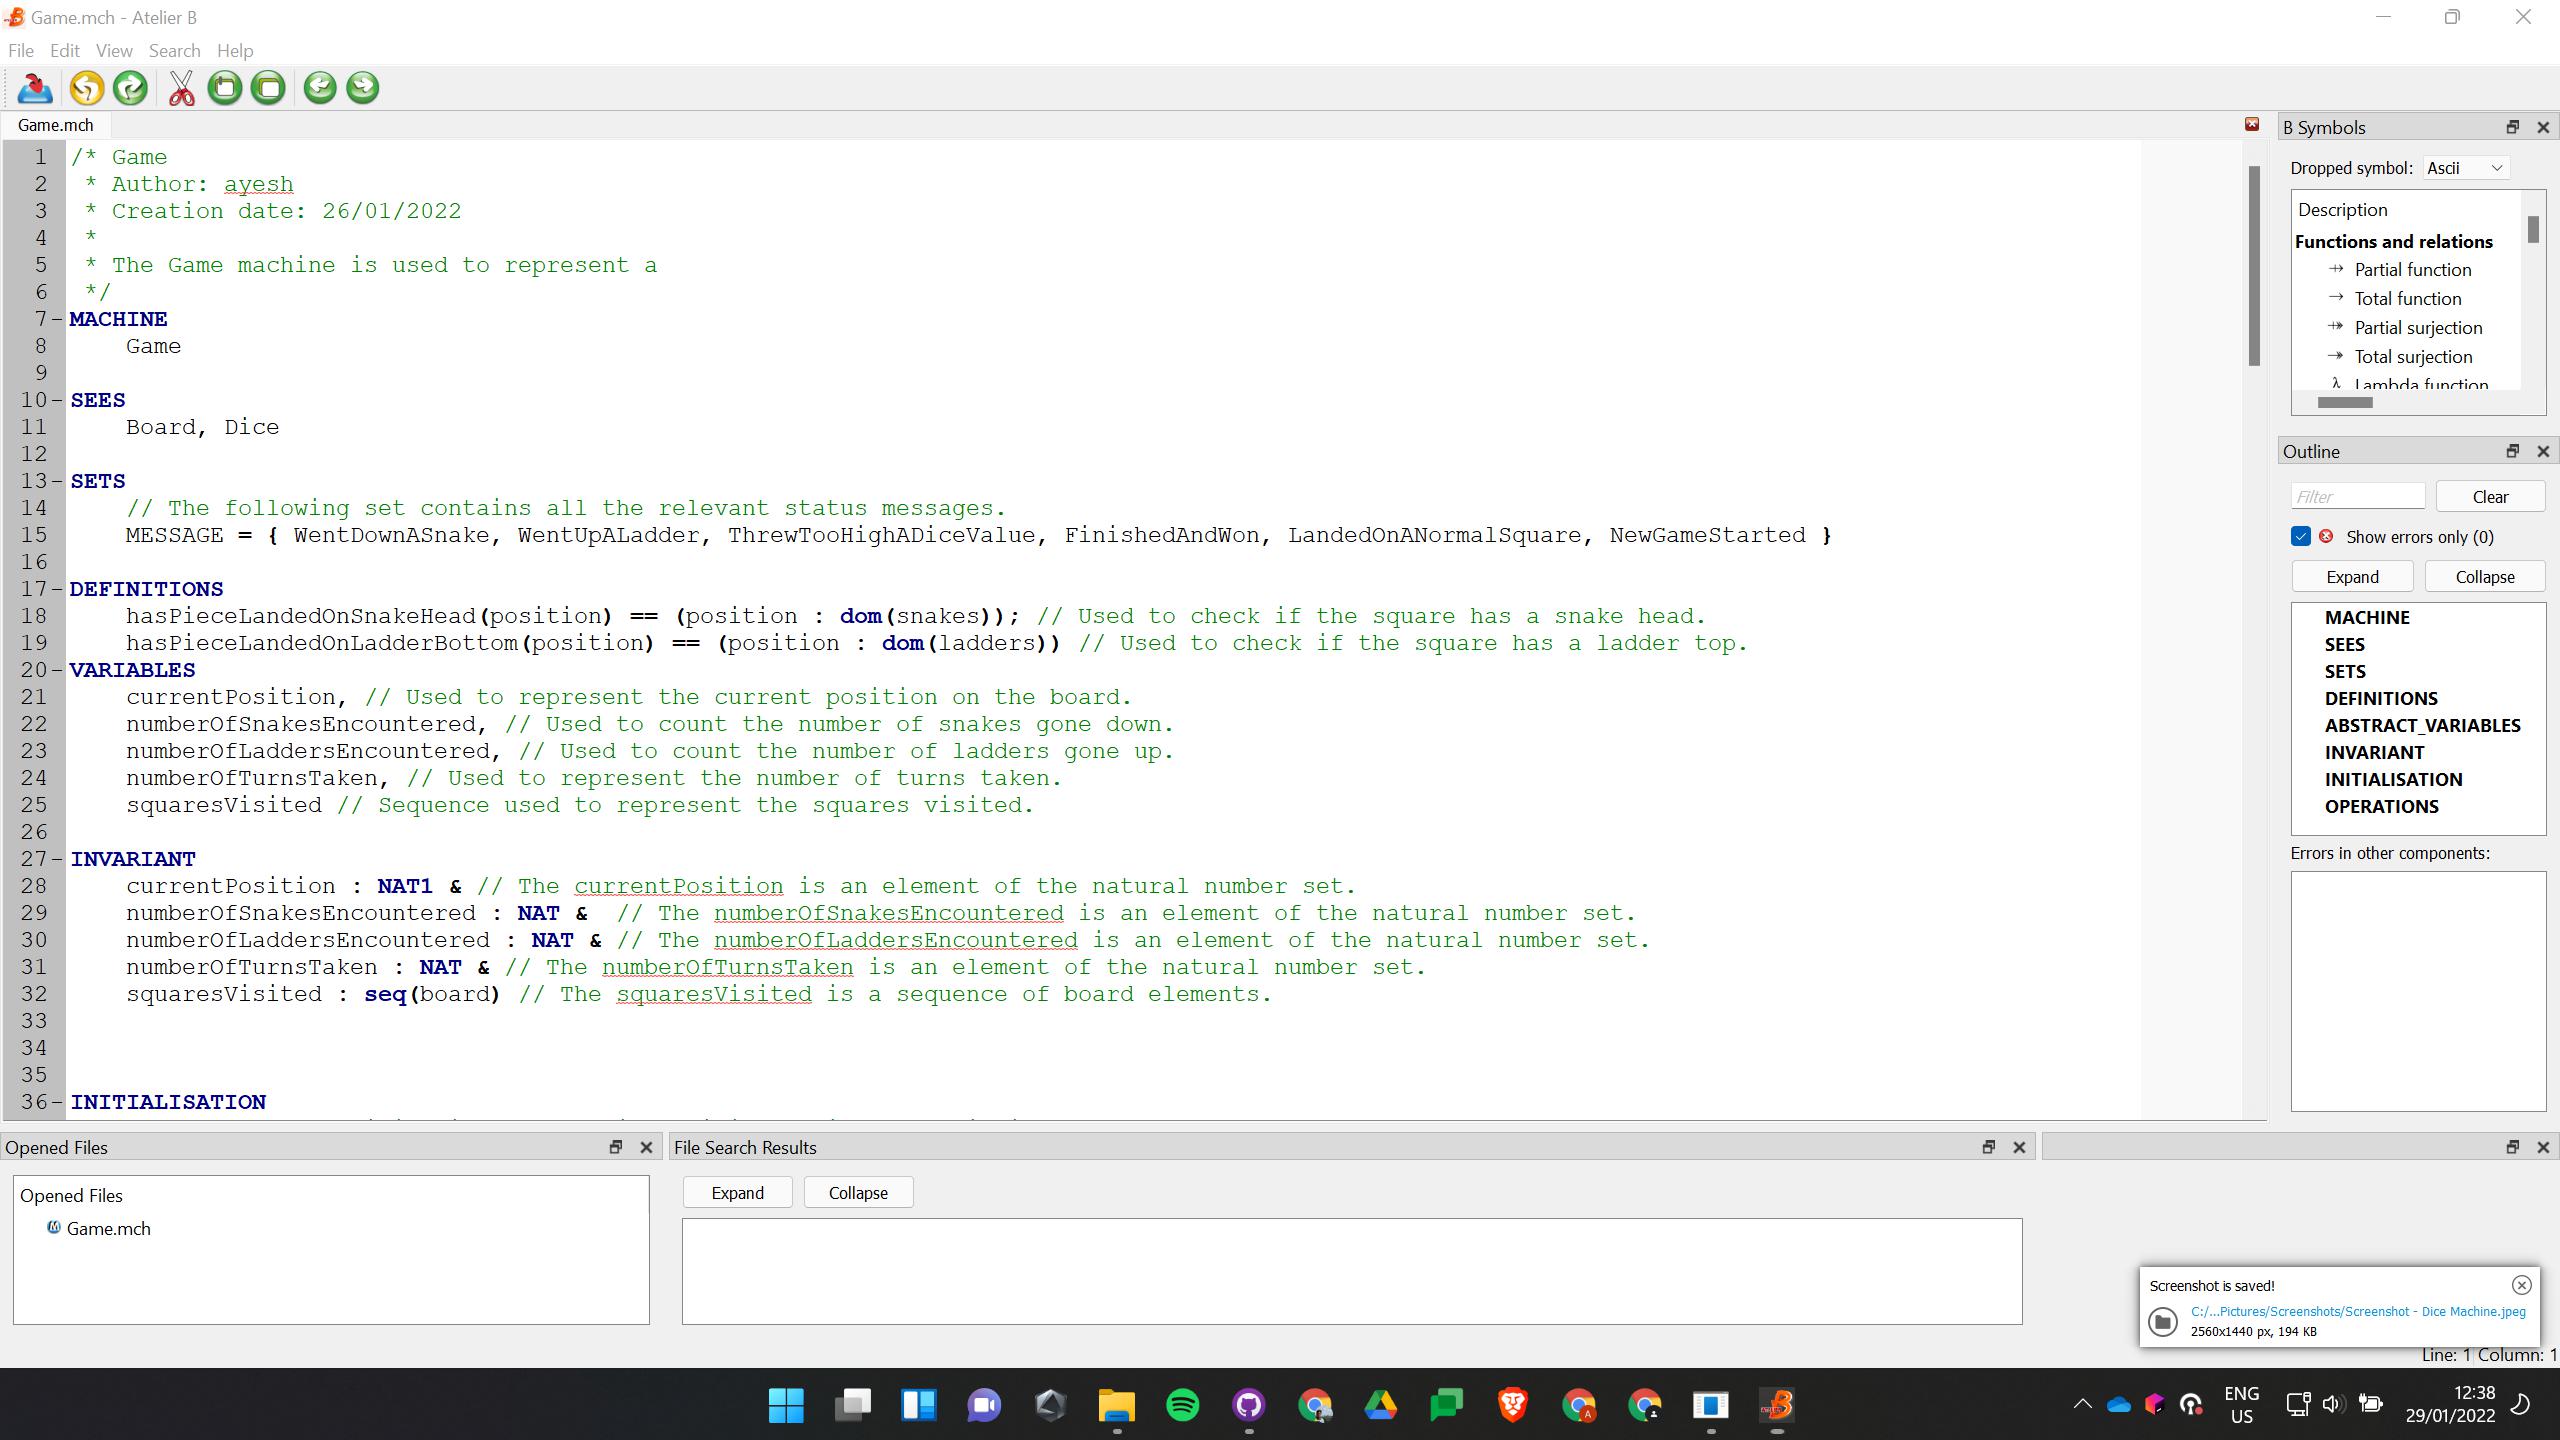 Game.mch - Atelier B
File Edit View Search Help
Game.mch
1 /* Game
2 * Author: ayesh
3 * Creation date: 26/01/2022
4 *
5 * The Game machine is used to represent a
6 */
7 MACHINE
8 Game
9
10 SEES
11 Board, Dice
12
13 SETS
14 // The following set contains all the relevant status messages.
15 MESSAGE = { WentDownASnake, WentUpALadder, ThrewTooHighADiceValue, FinishedAndWon, LandedOnANormalSquare, NewGameStarted }
16
17 DEFINITIONS
18 hasPieceLandedOnSnakeHead(position) == (position : dom(snakes)); // Used to check if the square has a snake head.
19 hasPieceLandedOnLadderBottom(position) == (position : dom(ladders)) // Used to check if the square has a ladder top.
20 VARIABLES
21 currentPosition, // Used to represent the current position on the board.
22 numberOfSnakesEncountered, // Used to count the number of snakes gone down.
23 numberOfLaddersEncountered, // Used to count the number of ladders gone up.
24 numberOfTurnsTaken, // Used to represent the number of turns taken.
25 squaresVisited // Sequence used to represent the squares visited.
26
27 INVARIANT
28 currentPosition : NAT1 & // The currentPosition is an element of the natural number set.
29 numberOfSnakesEncountered : NAT & // The numberOfSnakesEncountered is an element of the natural number set.
30 numberOfLaddersEncountered : NAT & // The numberOfLaddersEncountered is an element of the natural number set.
31 numberOfTurnsTaken : NAT & // The numberOfTurnsTaken is an element of the natural number set.
32 squaresVisited : seq(board) // The squaresVisited is a sequence of board elements.
33
34
35
36 INITIALISATION
B Symbols
Dropped symbol: Ascii
Description
Functions and relations
⇸ Partial function
→ Total function
⤀ Partial surjection
↠ Total surjection
λ Lambda function
Outline
Filter
Clear
Show errors only (0)
Expand Collapse
MACHINE
SEES
SETS
DEFINITIONS
ABSTRACT_VARIABLES
INVARIANT
INITIALISATION
OPERATIONS
Errors in other components:
Opened Files
Opened Files
Game.mch
File Search Results
Expand Collapse
Screenshot is saved!
C:/...Pictures/Screenshots/Screenshot - Dice Machine.jpeg
2560x1440 px, 194 KB
Line: 1 Column: 1
ENG
US
12:38
29/01/2022